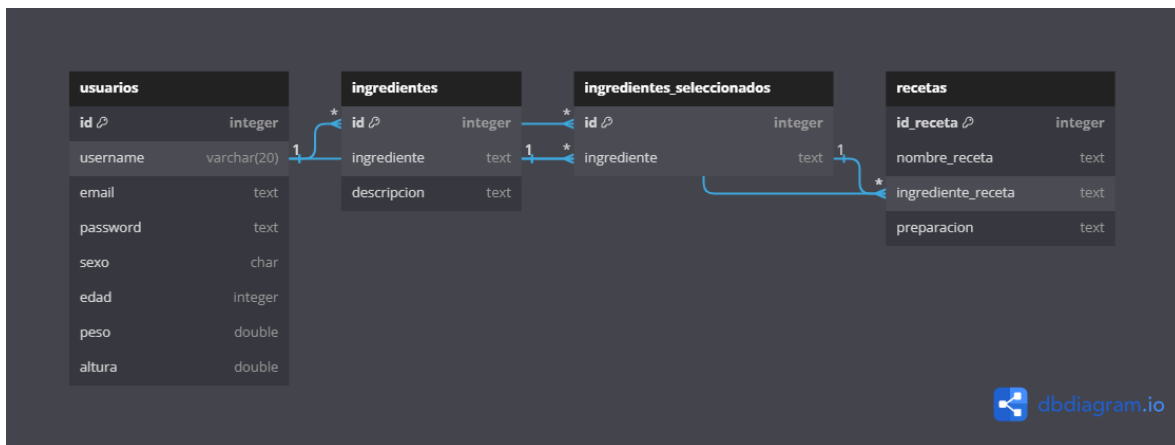 usuarios
id integer
username varchar(20)
email text
password text
sexo char
edad integer
peso double
altura double
1
*
ingredientes
id integer
ingrediente text
descripcion text
1
*
*
ingredientes_seleccionados
id integer
ingrediente text
1
*
recetas
id_receta integer
nombre_receta text
ingrediente_receta text
preparacion text
dbdiagram.io